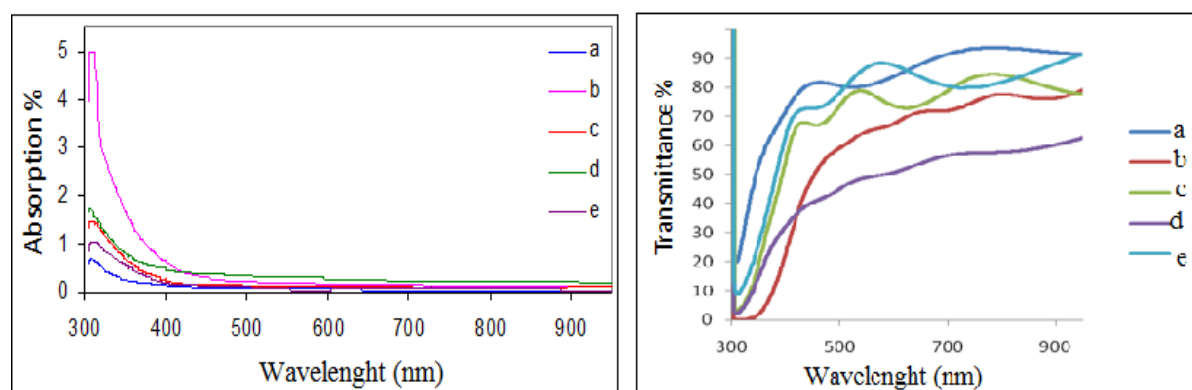 Absorption %
5
4
3
2
1
0
300 400 500 600 700 800 900
Wavelenght (nm)
a
b
c
d
e
Transmittance %
90
80
70
60
50
40
30
20
10
0
300 500 700 900
Wavelenght (nm)
a
b
c
d
e